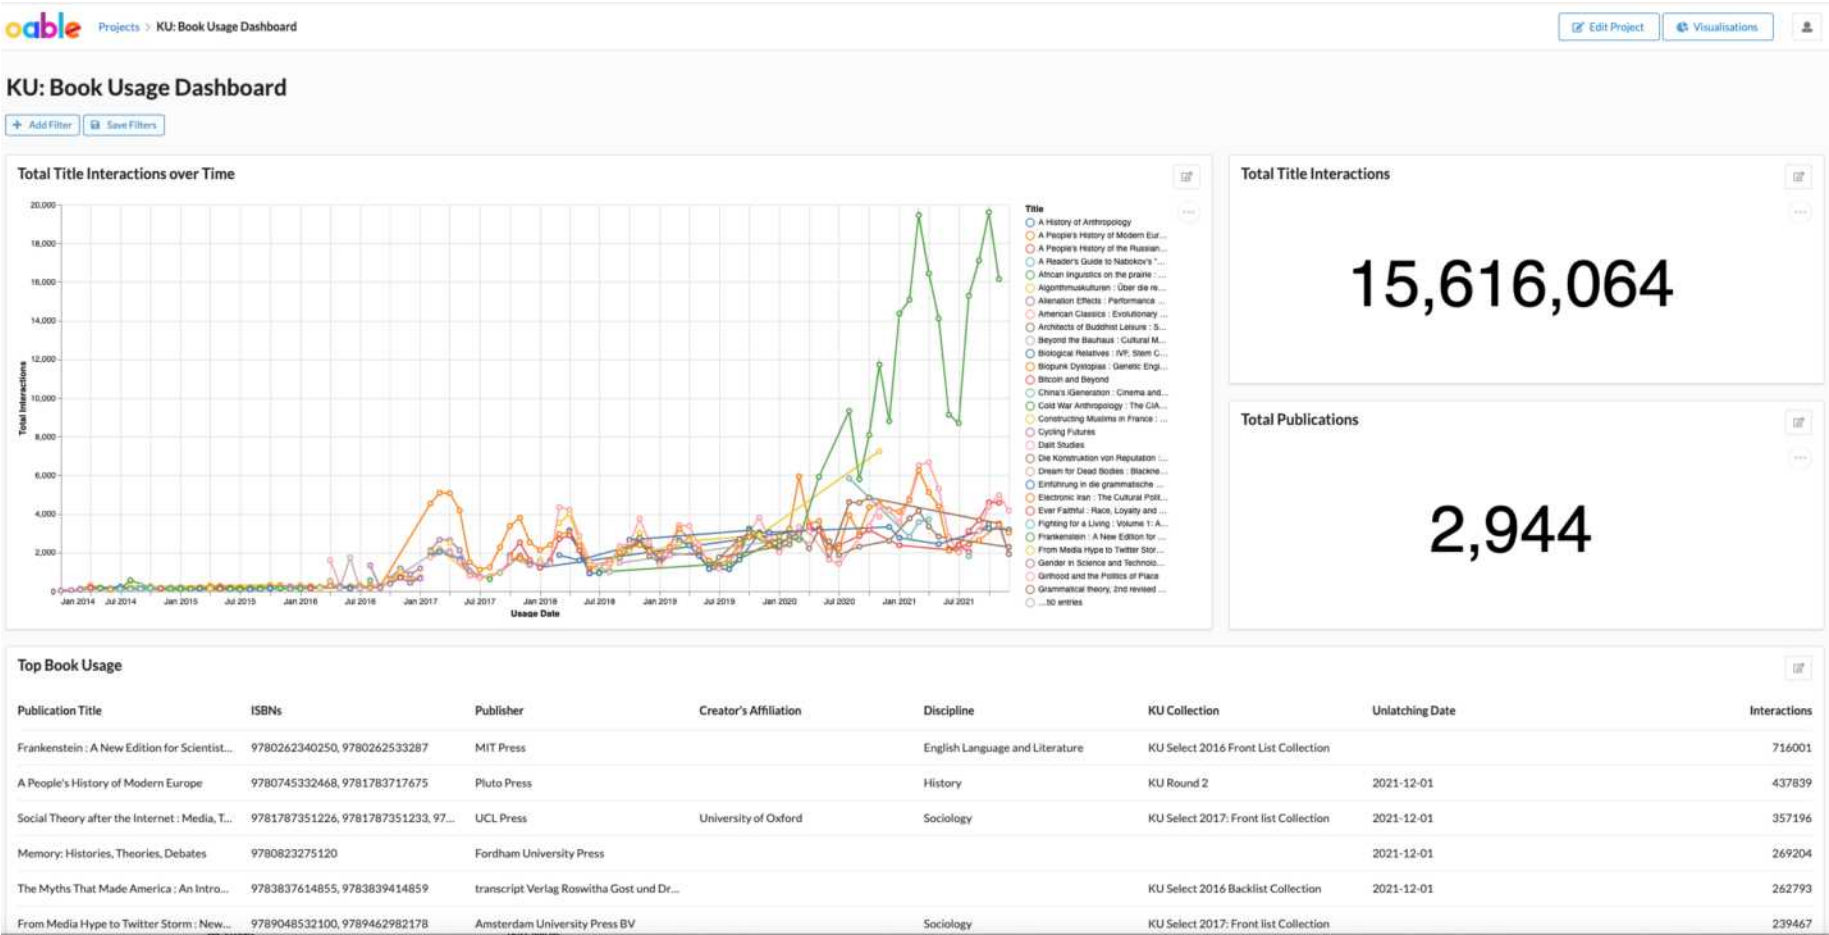 oable Projects > KU: Book Usage Dashboard Edit Project Visualisations
KU: Book Usage Dashboard
Add Filter Save Filters
Total Title Interactions over Time
20,000
18,000
16,000
14,000
12,000
10,000
8,000
6,000
4,000
2,000
0
Total Interactions
Jan 2014 Jul 2014 Jan 2015 Jul 2015 Jan 2016 Jul 2016 Jan 2017 Jul 2017 Jan 2018 Jul 2018 Jan 2019 Jul 2019 Jan 2020 Jul 2020 Jan 2021 Jul 2021
Usage Date
Title
A History of Anthropology
A People's History of Modern Eur...
A People's History of the Russian...
A Reader's Guide to Nabokov's "...
African linguistics on the prairie : ...
Algorithmuskulturen : Über die re...
Alienation Effects : Performance ...
American Classics : Evolutionary ...
Architects of Buddhist Leisure : S...
Beyond the Bauhaus : Cultural M...
Biological Relatives : IVF, Stem C...
Biopunk Dystopias : Genetic Engi...
Bitcoin and Beyond
China's iGeneration : Cinema and...
Cold War Anthropology : The CIA...
Constructing Muslims in France : ...
Cycling Futures
Dalit Studies
Die Konstruktion von Reputation :...
Dream for Dead Bodies : Blackne...
Einführung in die grammatische ...
Electronic Iran : The Cultural Polit...
Ever Faithful : Race, Loyalty and ...
Fighting for a Living : Volume 1: A...
Frankenstein : A New Edition for ...
From Media Hype to Twitter Stor...
Gender in Science and Technolo...
Girlhood and the Politics of Place
Grammatical theory, 2nd revised ...
...50 entries
Total Title Interactions
15,616,064
Total Publications
2,944
Top Book Usage
Publication Title ISBNs Publisher Creator's Affiliation Discipline KU Collection Unlatching Date Interactions
Frankenstein : A New Edition for Scientist... 9780262340250, 9780262533287 MIT Press English Language and Literature KU Select 2016 Front List Collection 716001
A People's History of Modern Europe 9780745332468, 9781783717675 Pluto Press History KU Round 2 2021-12-01 437839
Social Theory after the Internet : Media, T... 9781787351226, 9781787351233, 97... UCL Press University of Oxford Sociology KU Select 2017: Front list Collection 2021-12-01 357196
Memory: Histories, Theories, Debates 9780823275120 Fordham University Press 2021-12-01 269204
The Myths That Made America : An Intro... 9783837614855, 9783839414859 transcript Verlag Roswitha Gost und Dr... KU Select 2016 Backlist Collection 2021-12-01 262793
From Media Hype to Twitter Storm : New... 9789048532100, 9789462982178 Amsterdam University Press BV Sociology KU Select 2017: Front list Collection 239467